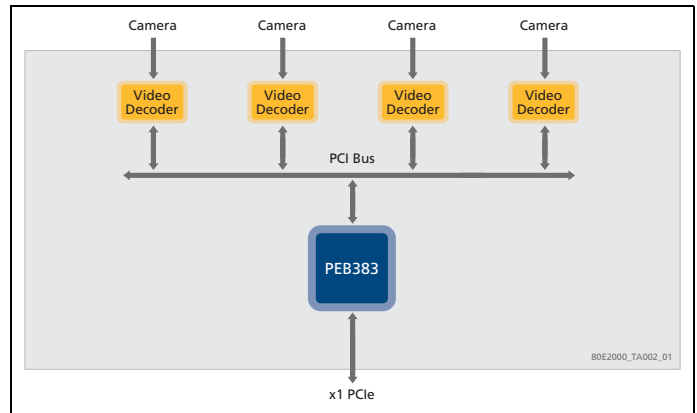 Camera Camera Camera Camera
Video Decoder
Video Decoder
Video Decoder
Video Decoder
PCI Bus
PEB383
80E2000_TA002_01
x1 PCIe